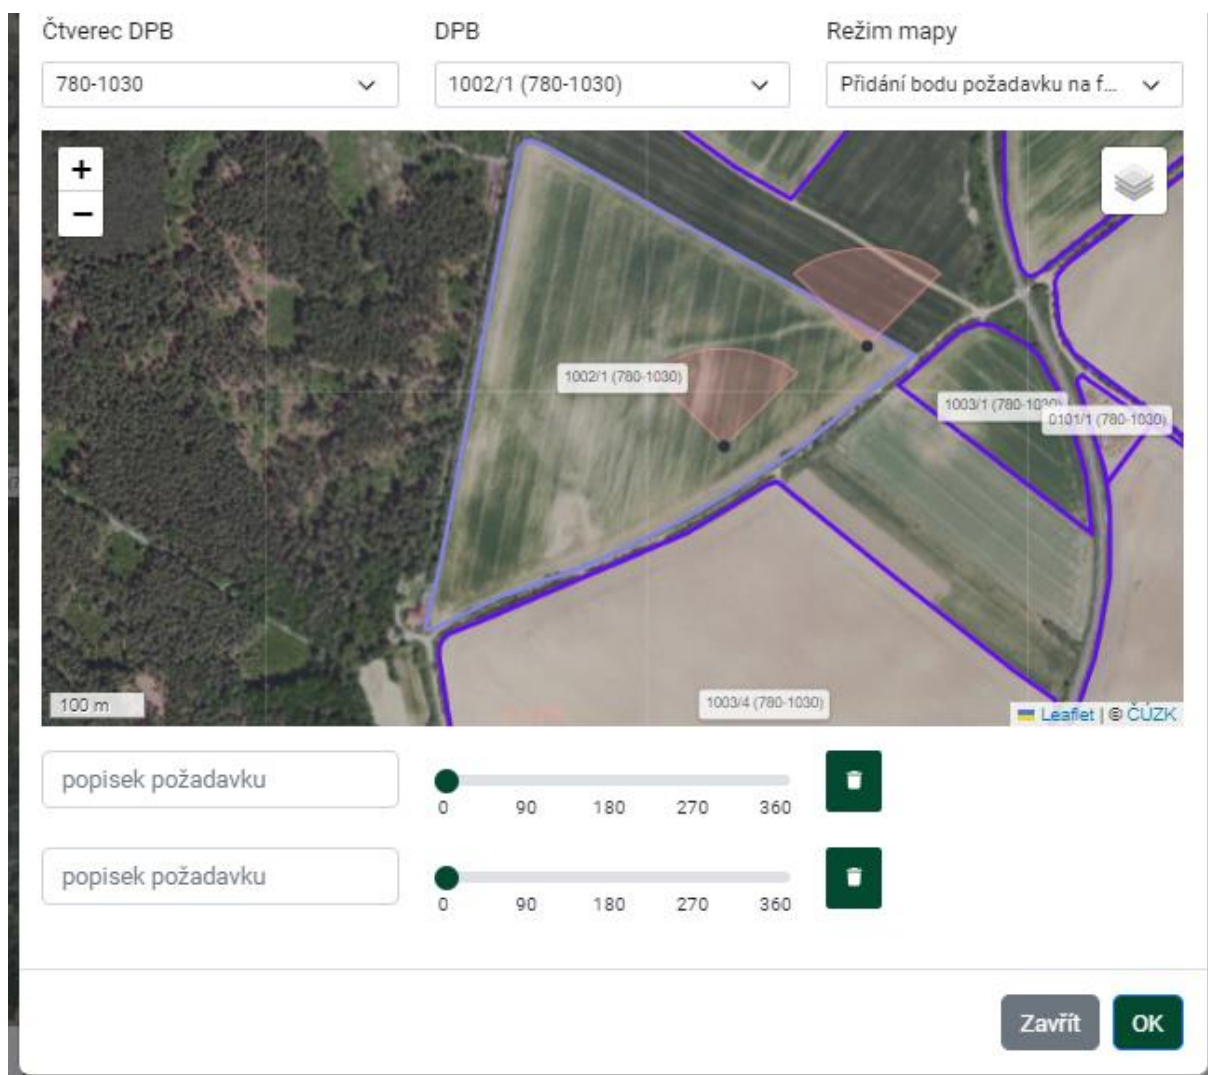 Čtverec DPB
DPB
Režim mapy
780-1030
1002/1 (780-1030)
Přidání bodu požadavku na f...
+
−
1002/1 (780-1030)
1003/1 (780-1030)
0101/1 (780-1030)
1003/4 (780-1030)
100 m
Leaflet | © ČÚZK
popisek požadavku
0 90 180 270 360
popisek požadavku
0 90 180 270 360
Zavřít
OK